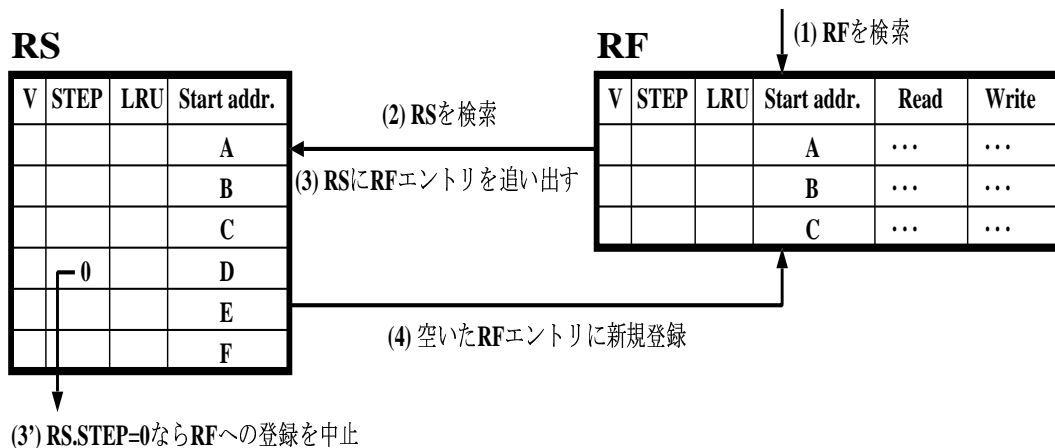 (1) RFを検索
RS
RF
V STEP LRU Start addr.
A
B
C
0 D
E
F
(2) RSを検索
(3) RSにRFエントリを追い出す
V STEP LRU Start addr. Read Write
A ・・・ ・・・
B ・・・ ・・・
C ・・・ ・・・
(4) 空いたRFエントリに新規登録
(3’) RS.STEP=0ならRFへの登録を中止